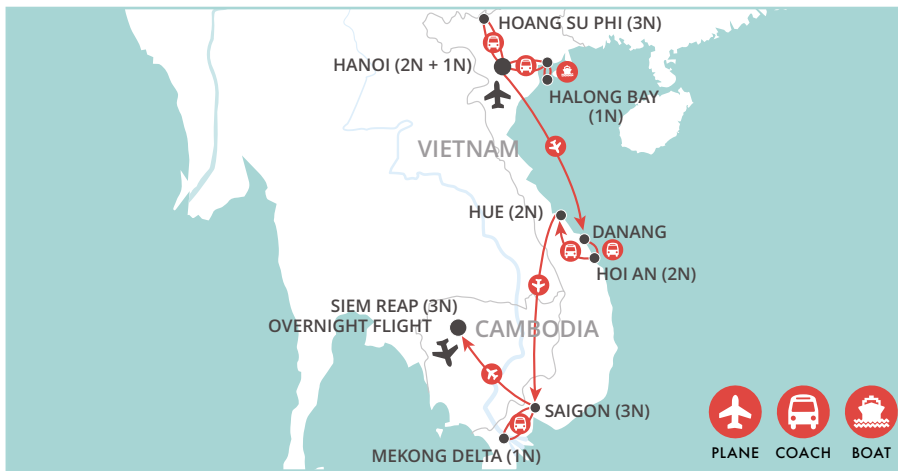 HOANG SU PHI (3N)
HANOI (2N + 1N)
HALONG BAY
(1N)
VIETNAM
HUE (2N)
DANANG
HOI AN (2N)
SIEM REAP (3N)
OVERNIGHT FLIGHT
CAMBODIA
SAIGON (3N)
MEKONG DELTA (1N)
PLANE
COACH
BOAT